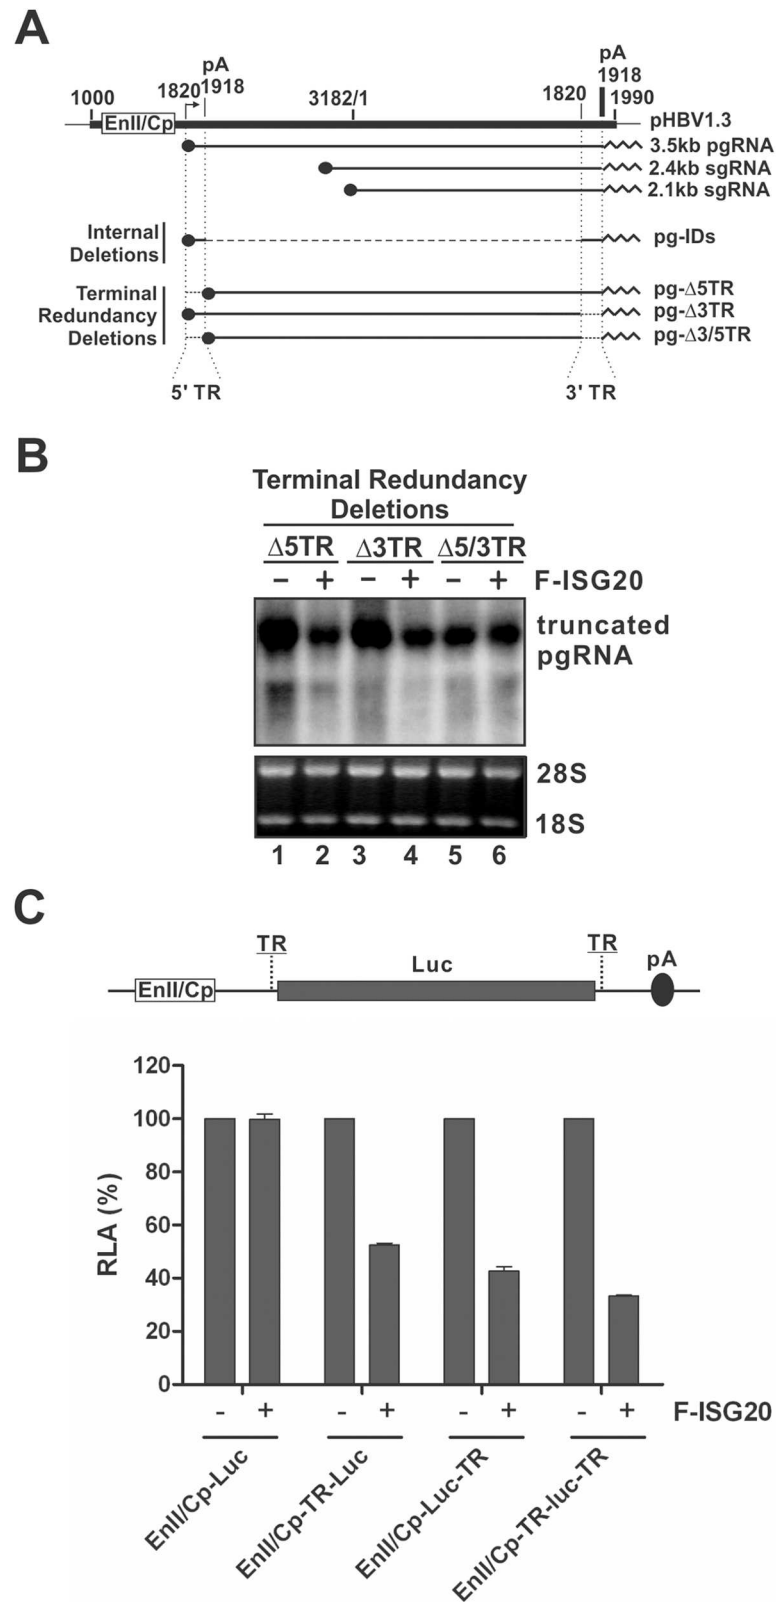 A
pA
pA
1820
1918
1918
1000
3182/1
1820
1990
EnII/Cp
pHBV1.3
3.5kb pgRNA
2.4kb sgRNA
2.1kb sgRNA
Internal
Deletions
pg-IDs
Terminal
Redundancy
Deletions
pg-Δ5TR
pg-Δ3TR
pg-Δ3/5TR
5' TR
3' TR
B
Terminal Redundancy
Deletions
Δ5TR Δ3TR Δ5/3TR
– + – + – + F-ISG20
truncated
pgRNA
28S
18S
1 2 3 4 5 6
C
TR
TR
Luc
pA
EnII/Cp
120
100
80
60
40
20
0
RLA (%)
- + - + - + - + F-ISG20
EnII/Cp-Luc
EnII/Cp-TR-Luc
EnII/Cp-Luc-TR
EnII/Cp-TR-luc-TR